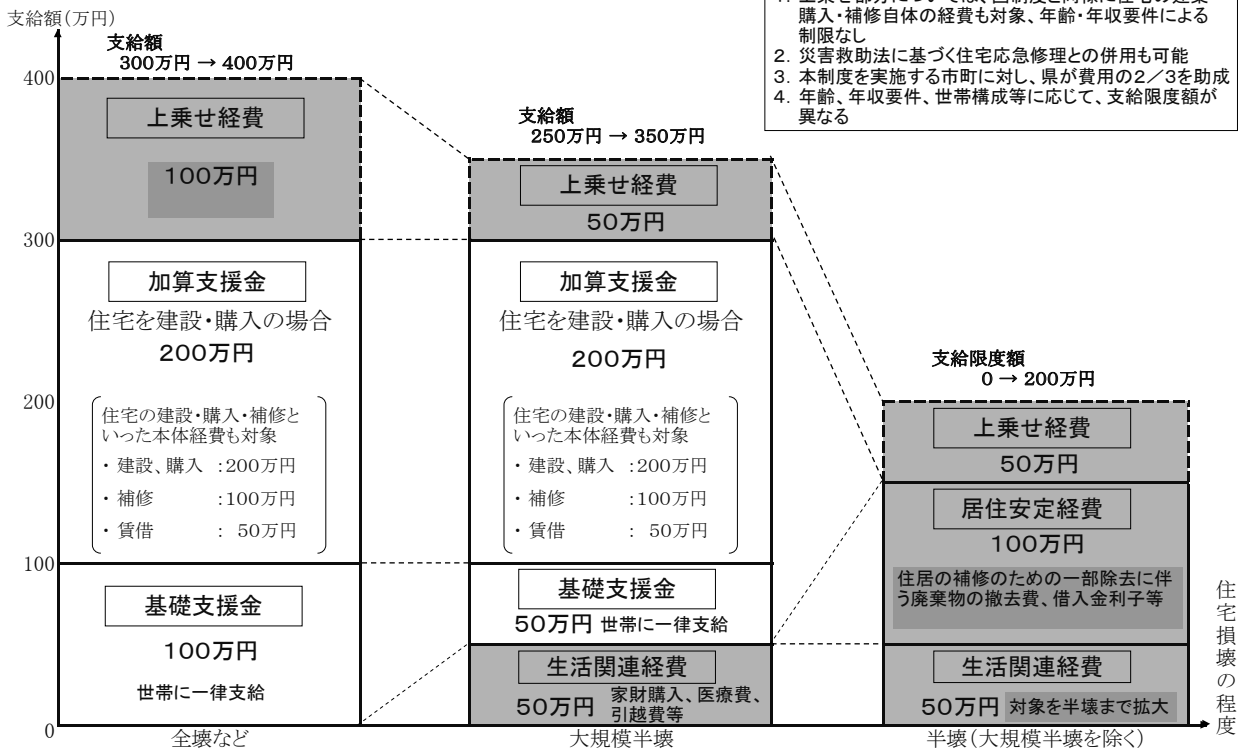 支給額(万円)
購入・補修自体の経費も対象、年齢・年収要件による
制限なし
2. 災害救助法に基づく住宅応急修理との併用も可能
3. 本制度を実施する市町に対し、県が費用の2/3を助成
4. 年齢、年収要件、世帯構成等に応じて、支給限度額が
異なる
400
300
200
100
0
支給額
300万円 → 400万円
上乗せ経費
100万円
加算支援金
住宅を建設・購入の場合
200万円
住宅の建設・購入・補修と
いった本体経費も対象
・ 建設、購入 :200万円
・ 補修 :100万円
・ 賃借 : 50万円
基礎支援金
100万円
世帯に一律支給
全壊など
支給額
250万円 → 350万円
上乗せ経費
50万円
加算支援金
住宅を建設・購入の場合
200万円
住宅の建設・購入・補修と
いった本体経費も対象
・ 建設、購入 :200万円
・ 補修 :100万円
・ 賃借 : 50万円
基礎支援金
50万円 世帯に一律支給
生活関連経費
50万円 家財購入、医療費、
引越費等
大規模半壊
支給限度額
0 → 200万円
上乗せ経費
50万円
居住安定経費
100万円
住居の補修のための一部除去に伴
う廃棄物の撤去費、借入金利子等
生活関連経費
50万円 対象を半壊まで拡大
半壊(大規模半壊を除く)
住宅損壊の程度